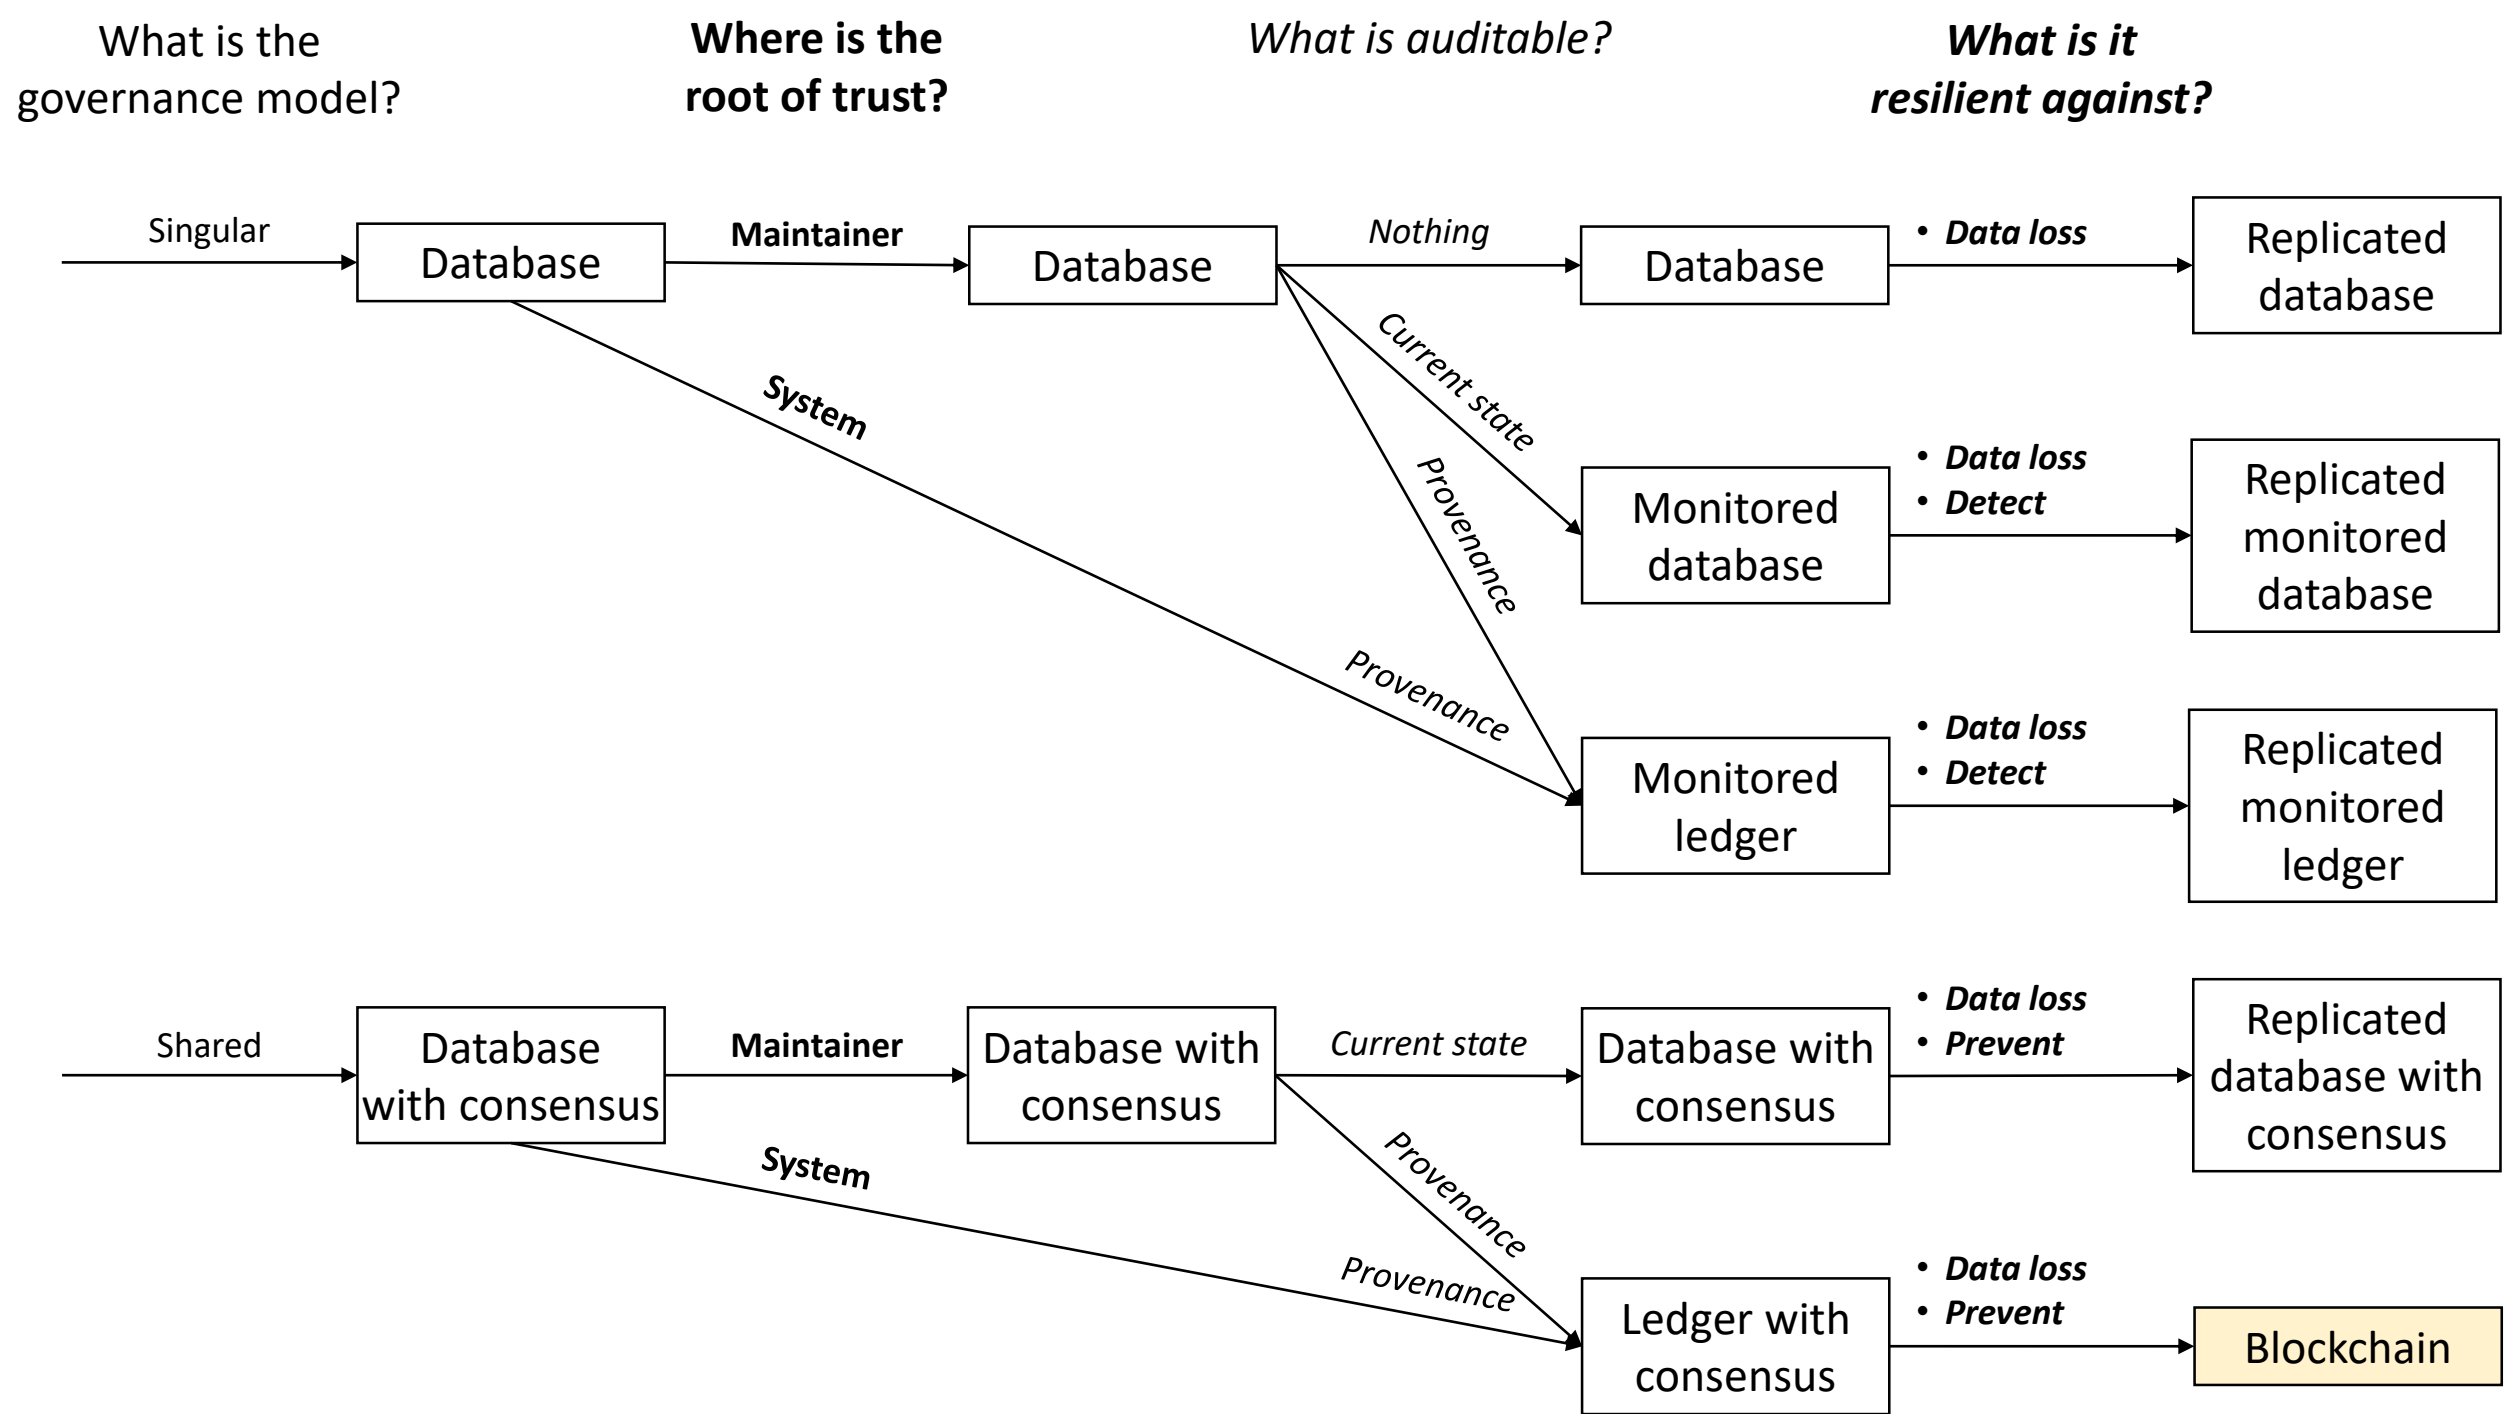 What is the
governance model?
Where is the
root of trust?
What is auditable?
What is it
resilient against?
Singular
Database
Maintainer
Database
Nothing
Database
• Data loss
Replicated
database
System
Current state
Provenance
Monitored
database
• Data loss
• Detect
Replicated
monitored
database
Provenance
Monitored
ledger
• Data loss
• Detect
Replicated
monitored
ledger
Shared
Database
with consensus
Maintainer
Database with
consensus
Current state
Database with
consensus
• Data loss
• Prevent
Replicated
database with
consensus
System
Provenance
Provenance
Ledger with
consensus
• Data loss
• Prevent
Blockchain